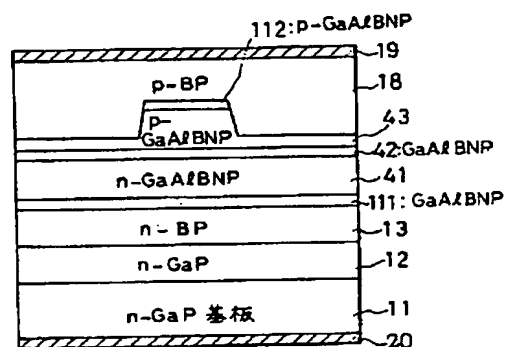 112:p-GaAℓBNP
19
p-BP
18
p-
GaAℓBNP
43
42:GaAℓBNP
n-GaAℓBNP
41
111:GaAℓBNP
n-BP
13
n-GaP
12
n-GaP 基板
11
20